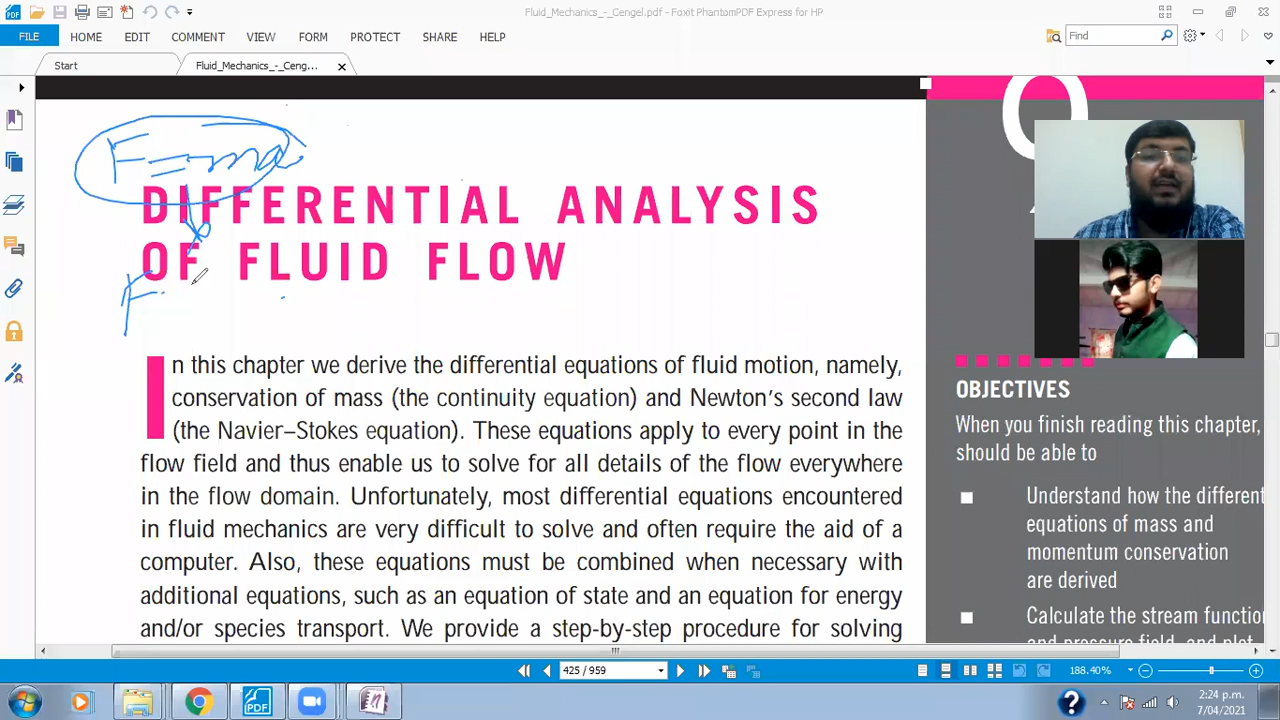 Fluid_Mechanics_-_Cengel.pdf - Foxit PhantomPDF Express for HP
FILE HOME EDIT COMMENT VIEW FORM PROTECT SHARE HELP Find
Start Fluid_Mechanics_-_Ceng...
F=ma
DIFFERENTIAL ANALYSIS
OF FLUID FLOW
F
In this chapter we derive the differential equations of fluid motion, namely,
conservation of mass (the continuity equation) and Newton's second law
(the Navier–Stokes equation). These equations apply to every point in the
flow field and thus enable us to solve for all details of the flow everywhere
in the flow domain. Unfortunately, most differential equations encountered
in fluid mechanics are very difficult to solve and often require the aid of a
computer. Also, these equations must be combined when necessary with
additional equations, such as an equation of state and an equation for energy
and/or species transport. We provide a step-by-step procedure for solving
OBJECTIVES
When you finish reading this chapter,
should be able to
Understand how the different
equations of mass and
momentum conservation
are derived
Calculate the stream function
and pressure field, and plot
425 / 959
188.40%
2:24 p.m.
7/04/2021